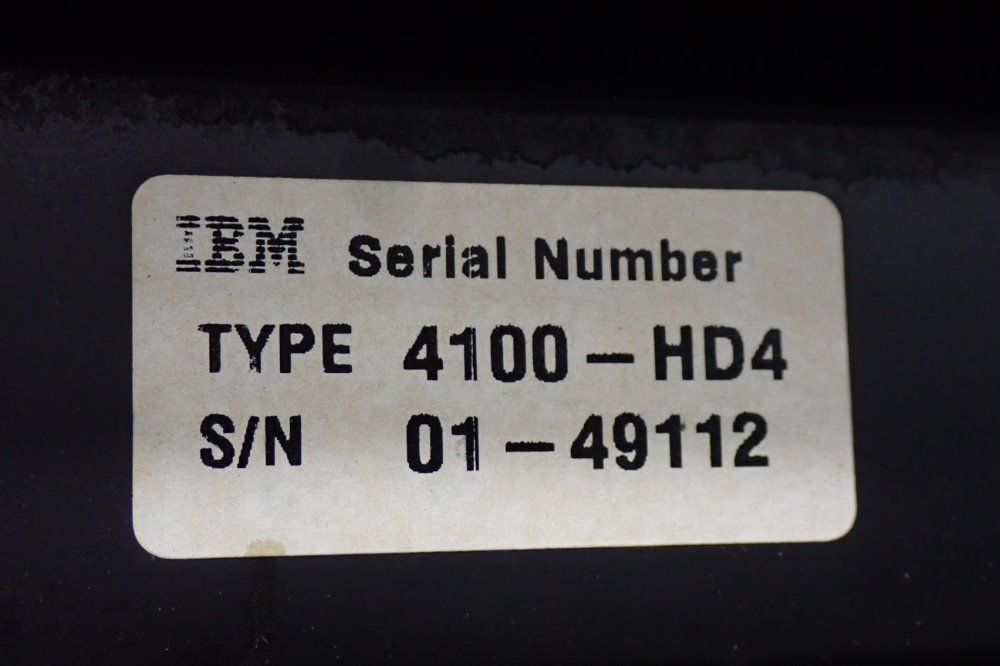 IBM Serial Number
TYPE 4100-HD4
S/N 01-49112